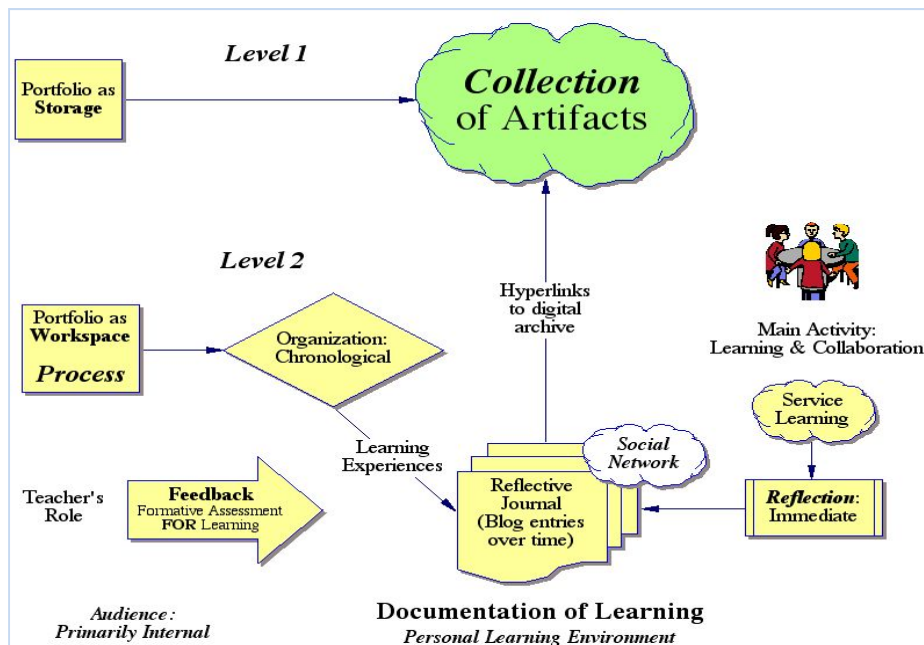 Level 1
Portfolio as
Storage
Collection
of Artifacts
Level 2
Portfolio as
Workspace
Process
Organization:
Chronological
Hyperlinks
to digital
archive
Main Activity:
Learning & Collaboration
Service
Learning
Learning
Experiences
Social
Network
Teacher's
Role
Feedback
Formative Assessment
FOR Learning
Reflective
Journal
(Blog entries
over time)
Reflection:
Immediate
Audience:
Primarily Internal
Documentation of Learning
Personal Learning Environment